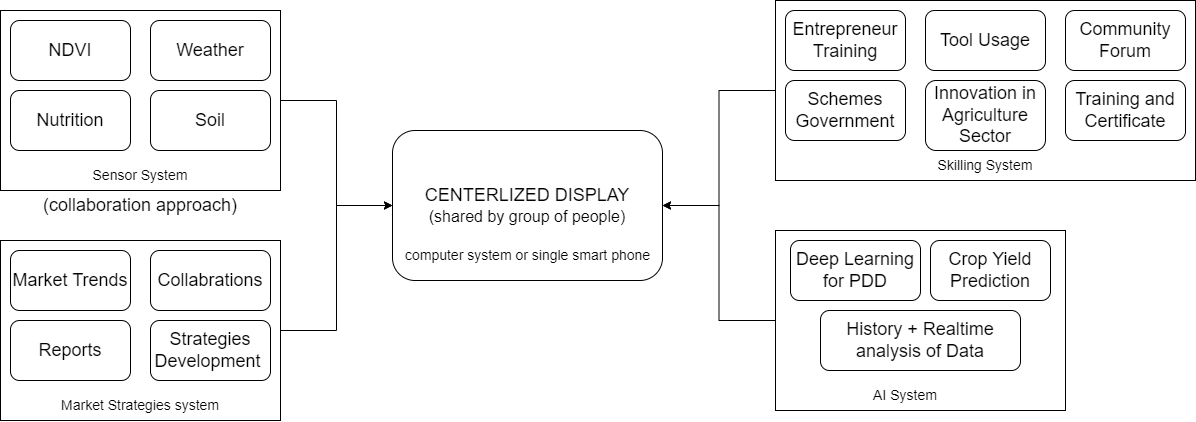 NDVI
Weather
Nutrition
Soil
Sensor System
(collaboration approach)
Market Trends
Collabrations
Reports
Strategies
Development
Market Strategies system
CENTERLIZED DISPLAY
(shared by group of people)
computer system or single smart phone
Entrepreneur
Training
Tool Usage
Community
Forum
Schemes
Government
Innovation in
Agriculture
Sector
Training and
Certificate
Skilling System
Deep Learning
for PDD
Crop Yield
Prediction
History + Realtime
analysis of Data
AI System